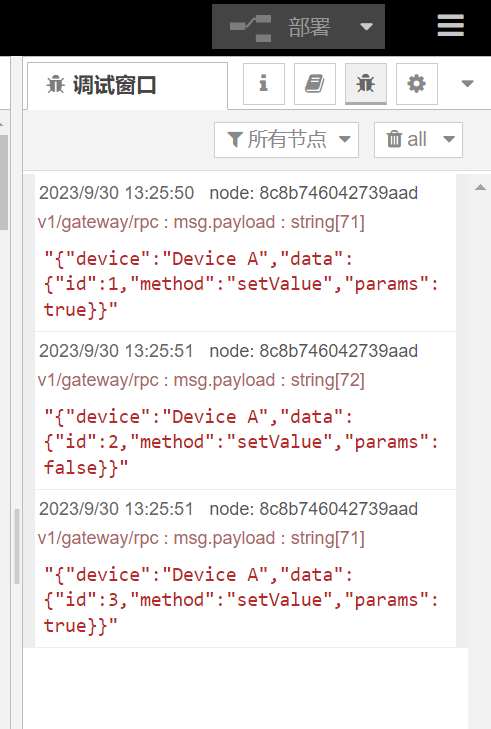 部署
调试窗口
所有节点
all
2023/9/30 13:25:50 node: 8c8b746042739aad
v1/gateway/rpc : msg.payload : string[71]
"{"device":"Device A","data":
{"id":1,"method":"setValue","params":
true}}"
2023/9/30 13:25:51 node: 8c8b746042739aad
v1/gateway/rpc : msg.payload : string[72]
"{"device":"Device A","data":
{"id":2,"method":"setValue","params":
false}}"
2023/9/30 13:25:51 node: 8c8b746042739aad
v1/gateway/rpc : msg.payload : string[71]
"{"device":"Device A","data":
{"id":3,"method":"setValue","params":
true}}"